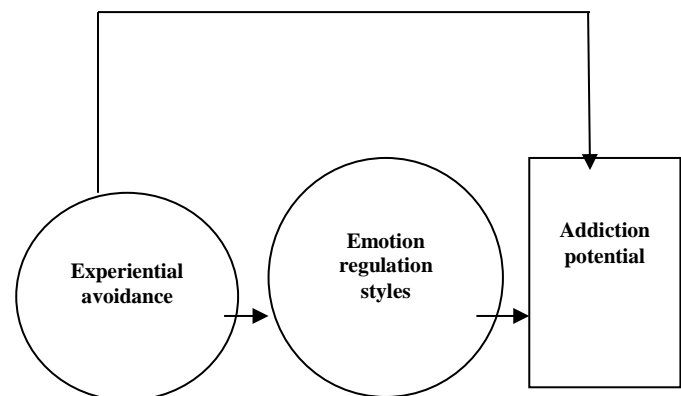 Experiential
avoidance
Emotion
regulation
styles
Addiction
potential